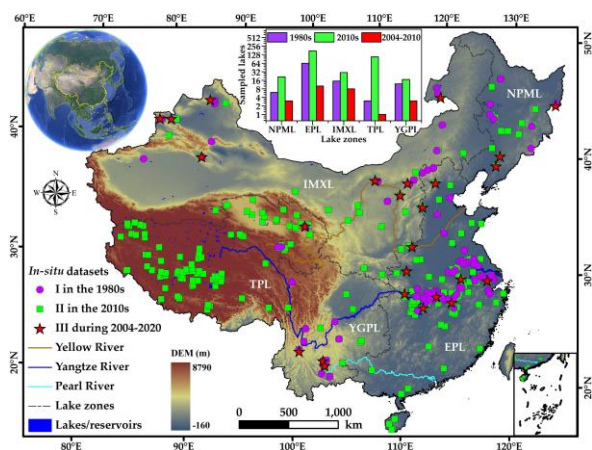 80°E 90°E 100°E 110°E 120°E 130°E
512
256
128
64
32
16
8
4
2
1
Sampled lakes
1980s 2010s 2004-2010
NPML EPL IMXL TPL YGPL
Lake zones
50°N
40°N
30°N
20°N
40°N
30°N
20°N
N
W E
S
NPML
IMXL
TPL
YGPL
EPL
In-situ datasets
I in the 1980s
II in the 2010s
III during 2004-2020
Yellow River
Yangtze River
Pearl River
Lake zones
Lakes/reservoirs
DEM (m)
8790
-160
0 500 1,000
km
80°E 90°E 100°E 110°E 120°E